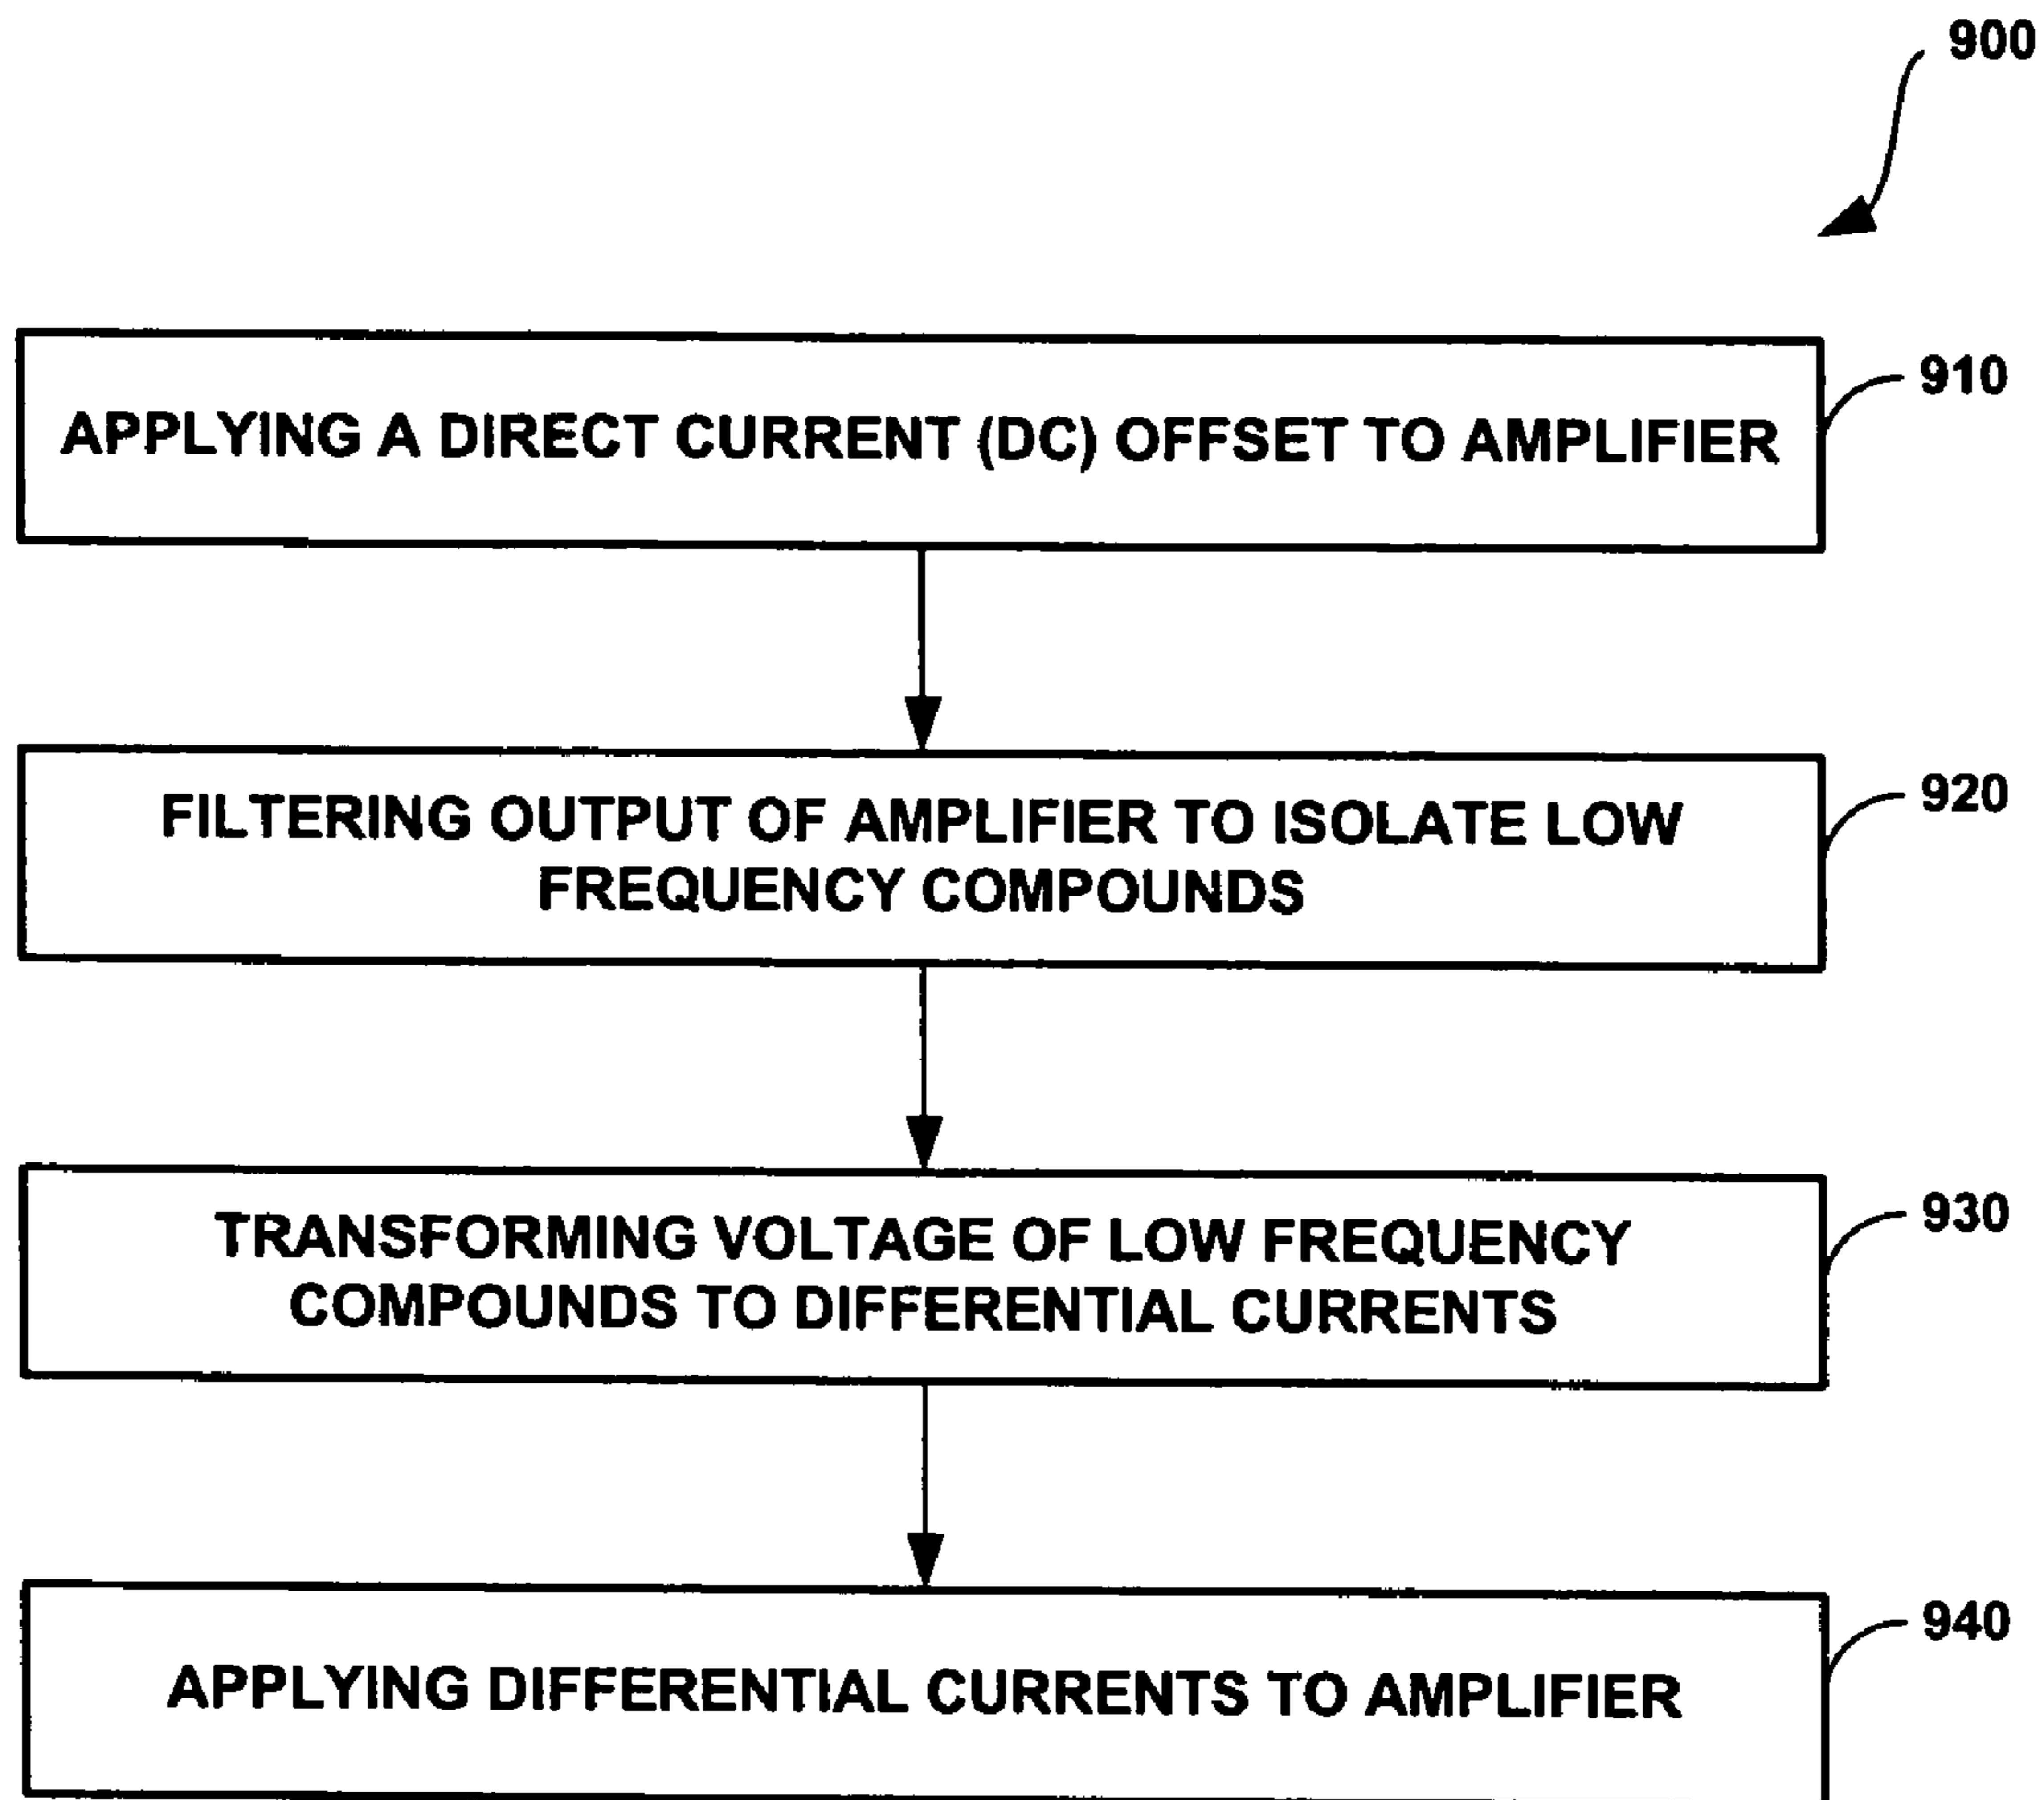 900
APPLYING A DIRECT CURRENT (DC) OFFSET TO AMPLIFIER
910
FILTERING OUTPUT OF AMPLIFIER TO ISOLATE LOW
FREQUENCY COMPOUNDS
920
TRANSFORMING VOLTAGE OF LOW FREQUENCY
COMPOUNDS TO DIFFERENTIAL CURRENTS
930
APPLYING DIFFERENTIAL CURRENTS TO AMPLIFIER
940